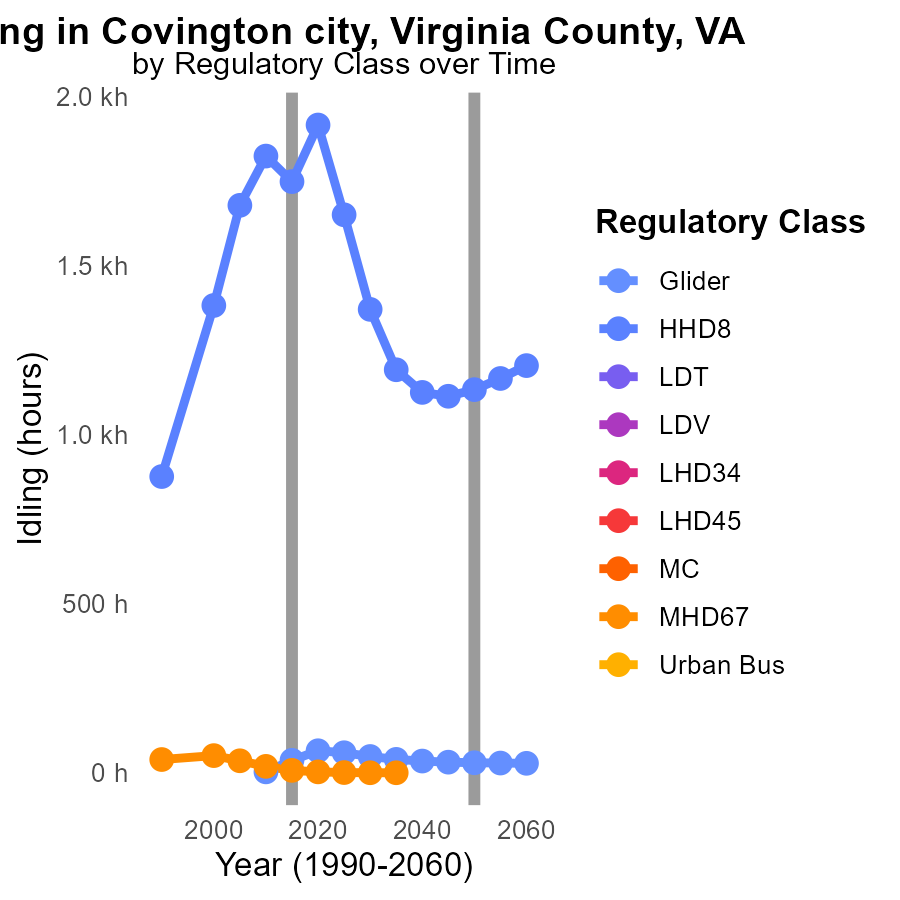 ng in Covington city, Virginia County, VA
by Regulatory Class over Time
2.0 kh
1.5 kh
1.0 kh
500 h
0 h
Idling (hours)
2000 2020 2040 2060
Year (1990-2060)
Regulatory Class
Glider
HHD8
LDT
LDV
LHD34
LHD45
MC
MHD67
Urban Bus